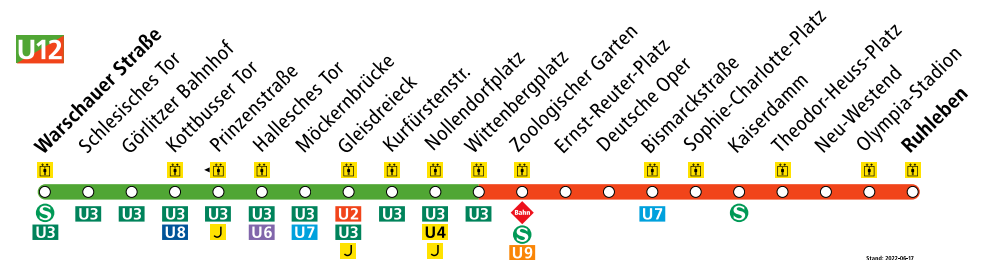 U12
Warschauer Straße
Schlesisches Tor
Görlitzer Bahnhof
Kottbusser Tor
Prinzenstraße
Hallesches Tor
Möckernbrücke
Gleisdreieck
Kurfürstenstr.
Nollendorfplatz
Wittenbergplatz
Zoologischer Garten
Ernst-Reuter-Platz
Deutsche Oper
Bismarckstraße
Sophie-Charlotte-Platz
Kaiserdamm
Theodor-Heuss-Platz
Neu-Westend
Olympia-Stadion
Ruhleben
S U3 U3 U3 U3 U3 U3 U2 U3 U3 U3 Bahn U7 S
U3 U8 J U6 U7 U3 U4 S
J J U9
Stand: 2022-06-17